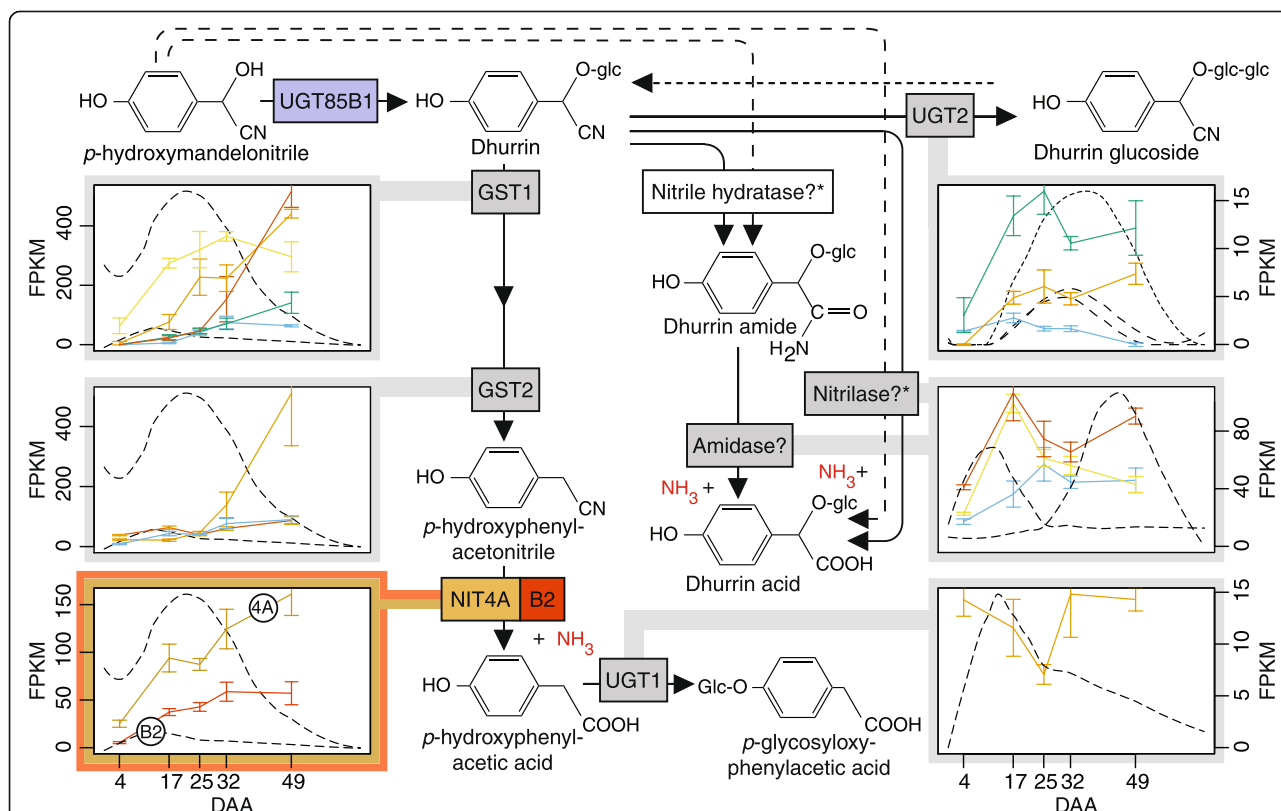 OH
HO
CN
p-hydroxymandelonitrile
UGT85B1
O-glc
HO
CN
Dhurrin
UGT2
O-glc-glc
HO
CN
Dhurrin glucoside
GST1
Nitrile hydratase?*
FPKM
400
200
0
O-glc
HO
O
H2N
Dhurrin amide
15
10
5
0
FPKM
GST2
Nitrilase?*
Amidase?
FPKM
400
200
0
HO
CN
p-hydroxyphenyl-
acetonitrile
NH3 +
NH3 +
O-glc
HO
COOH
Dhurrin acid
80
40
0
FPKM
NIT4A
B2
+ NH3
FPKM
150
100
50
0
4A
B2
4
17
25
32
49
DAA
HO
COOH
p-hydroxyphenyl-
acetic acid
UGT1
Glc-O
COOH
p-glycosyloxy-
phenylacetic acid
15
10
5
0
FPKM
4
17
25
32
49
DAA